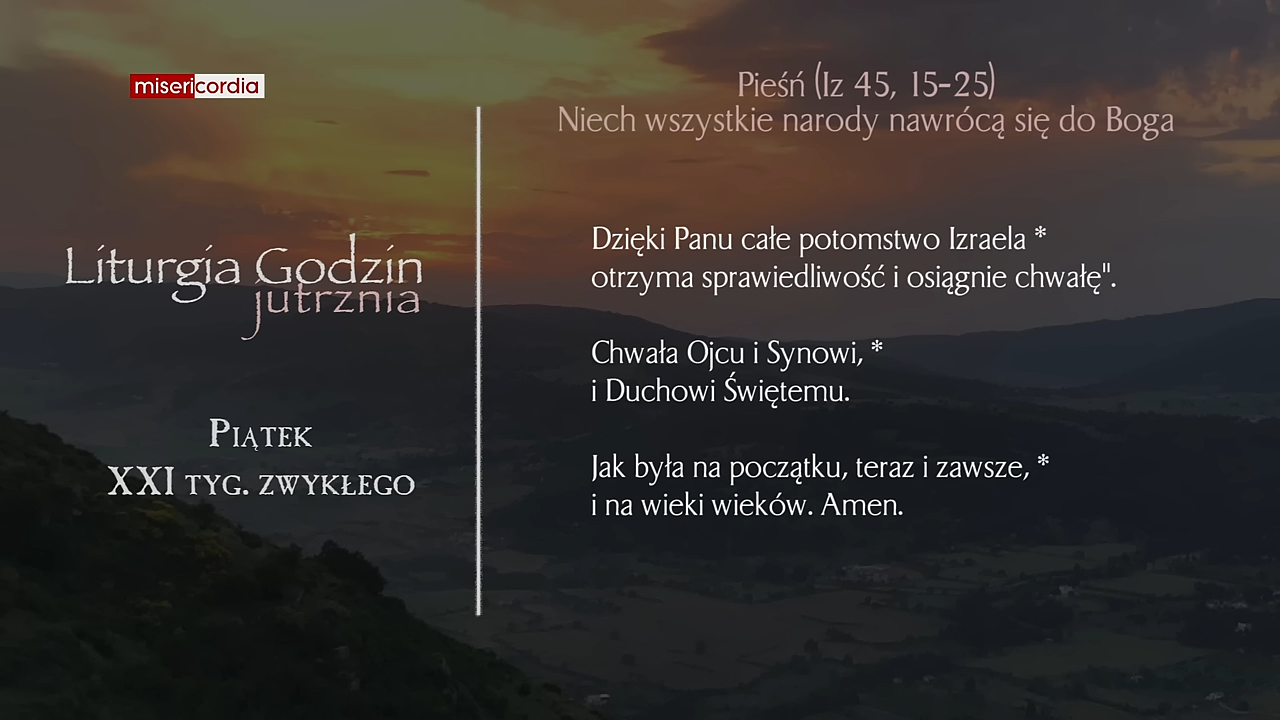 misericordia
Liturgia Godzin
jutrznia
Piątek
XXI tyg. zwykłego
Pieśń (Iz 45, 15-25)
Niech wszystkie narody nawrócą się do Boga
Dzięki Panu całe potomstwo Izraela *
otrzyma sprawiedliwość i osiągnie chwałę".
Chwała Ojcu i Synowi, *
i Duchowi Świętemu.
Jak była na początku, teraz i zawsze, *
i na wieki wieków. Amen.